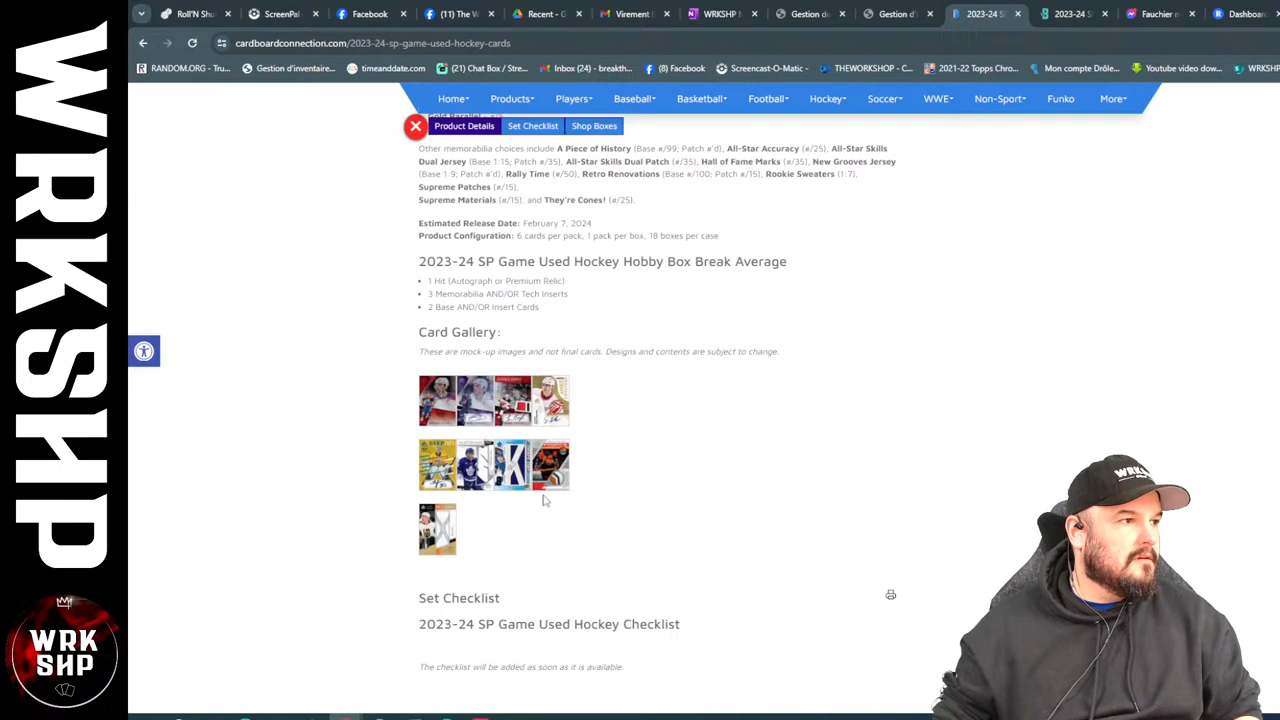 Roll'N Shu
ScreenPal
Facebook
(11) The W
Recent - G
Virement I
WRKSHP I
Gestion de
Gestion d'i
2023-24 S
2023-24 S
Fauchier e
Dashboard
cardboardconnection.com/2023-24-sp-game-used-hockey-cards
RANDOM.ORG - Tru...
Gestion d'inventaire...
timeanddate.com
(21) Chat Box / Stre...
Inbox (24) - breakth...
(8) Facebook
Screencast-O-Matic -
THE WORKSHOP - C...
2021-22 Topps Chro...
Mon compte Drôle...
Youtube video dow...
WRKSHP
Home
Products
Players
Baseball
Basketball
Football
Hockey
Soccer
WWE
Non-Sport
Funko
More
Product Details
Set Checklist
Shop Boxes
Other memorabilia choices include A Piece of History (Base #/99; Patch #'d), All-Star Accuracy (#/25), All-Star Skills
Dual Jersey (Base 1:15; Patch #/35), All-Star Skills Dual Patch (#/35), Hall of Fame Marks (#/35), New Grooves Jersey
(Base 1:9; Patch #'d), Rally Time (#/50), Retro Renovations (Base #/100; Patch #/15), Rookie Sweaters (1:7),
Supreme Patches (#/15),
Supreme Materials (#/15), and They're Cones! (#/25).
Estimated Release Date: February 7, 2024
Product Configuration: 6 cards per pack, 1 pack per box, 18 boxes per case
2023-24 SP Game Used Hockey Hobby Box Break Average
1 Hit (Autograph or Premium Relic)
3 Memorabilia AND/OR Tech Inserts
2 Base AND/OR Insert Cards
Card Gallery:
These are mock-up images and not final cards. Designs and contents are subject to change.
Set Checklist
2023-24 SP Game Used Hockey Checklist
The checklist will be added as soon as it is available.
WRKSHP
WRK
SHP
WRKS